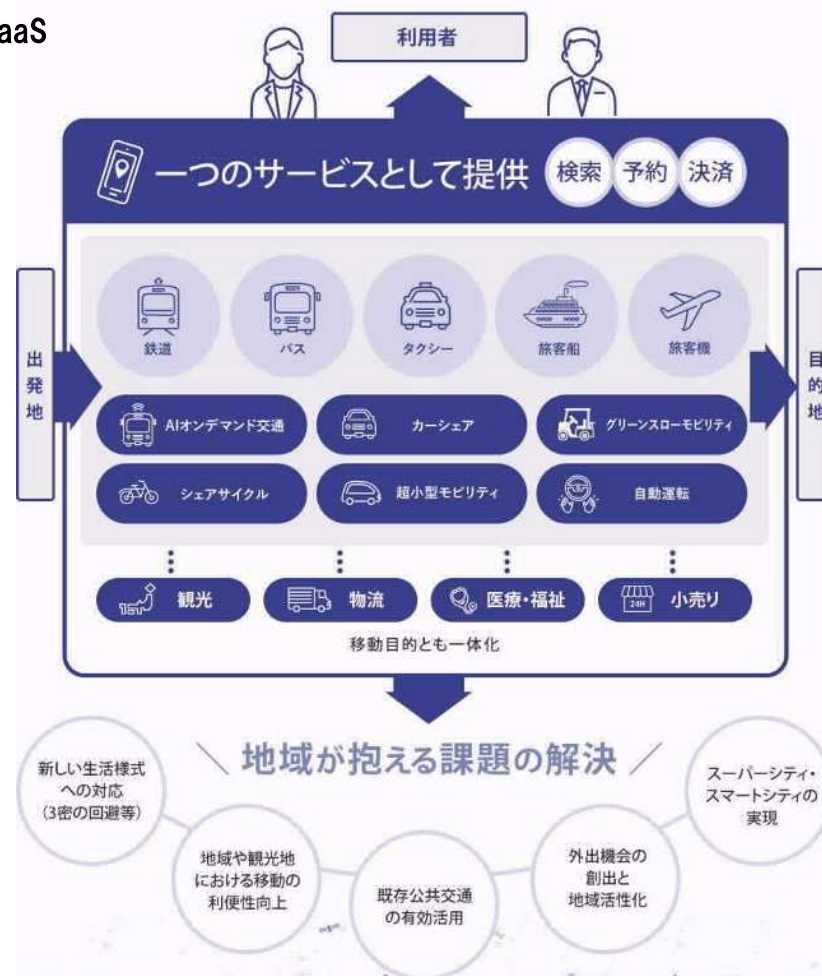 aaS
利用者
一つのサービスとして提供
検索
予約
決済
出発地
目的地
鉄道
バス
タクシー
旅客船
旅客機
AIオンデマンド交通
カーシェア
グリーンスローモビリティ
シェアサイクル
超小型モビリティ
自動運転
観光
物流
24H
医療・福祉
小売り
移動目的とも一体化
地域が抱える課題の解決
新しい生活様式
への対応
(3密の回避等)
地域や観光地
における移動の
利便性向上
既存公共交通
の有効活用
外出機会の
創出と
地域活性化
スーパーシティ・
スマートシティの
実現